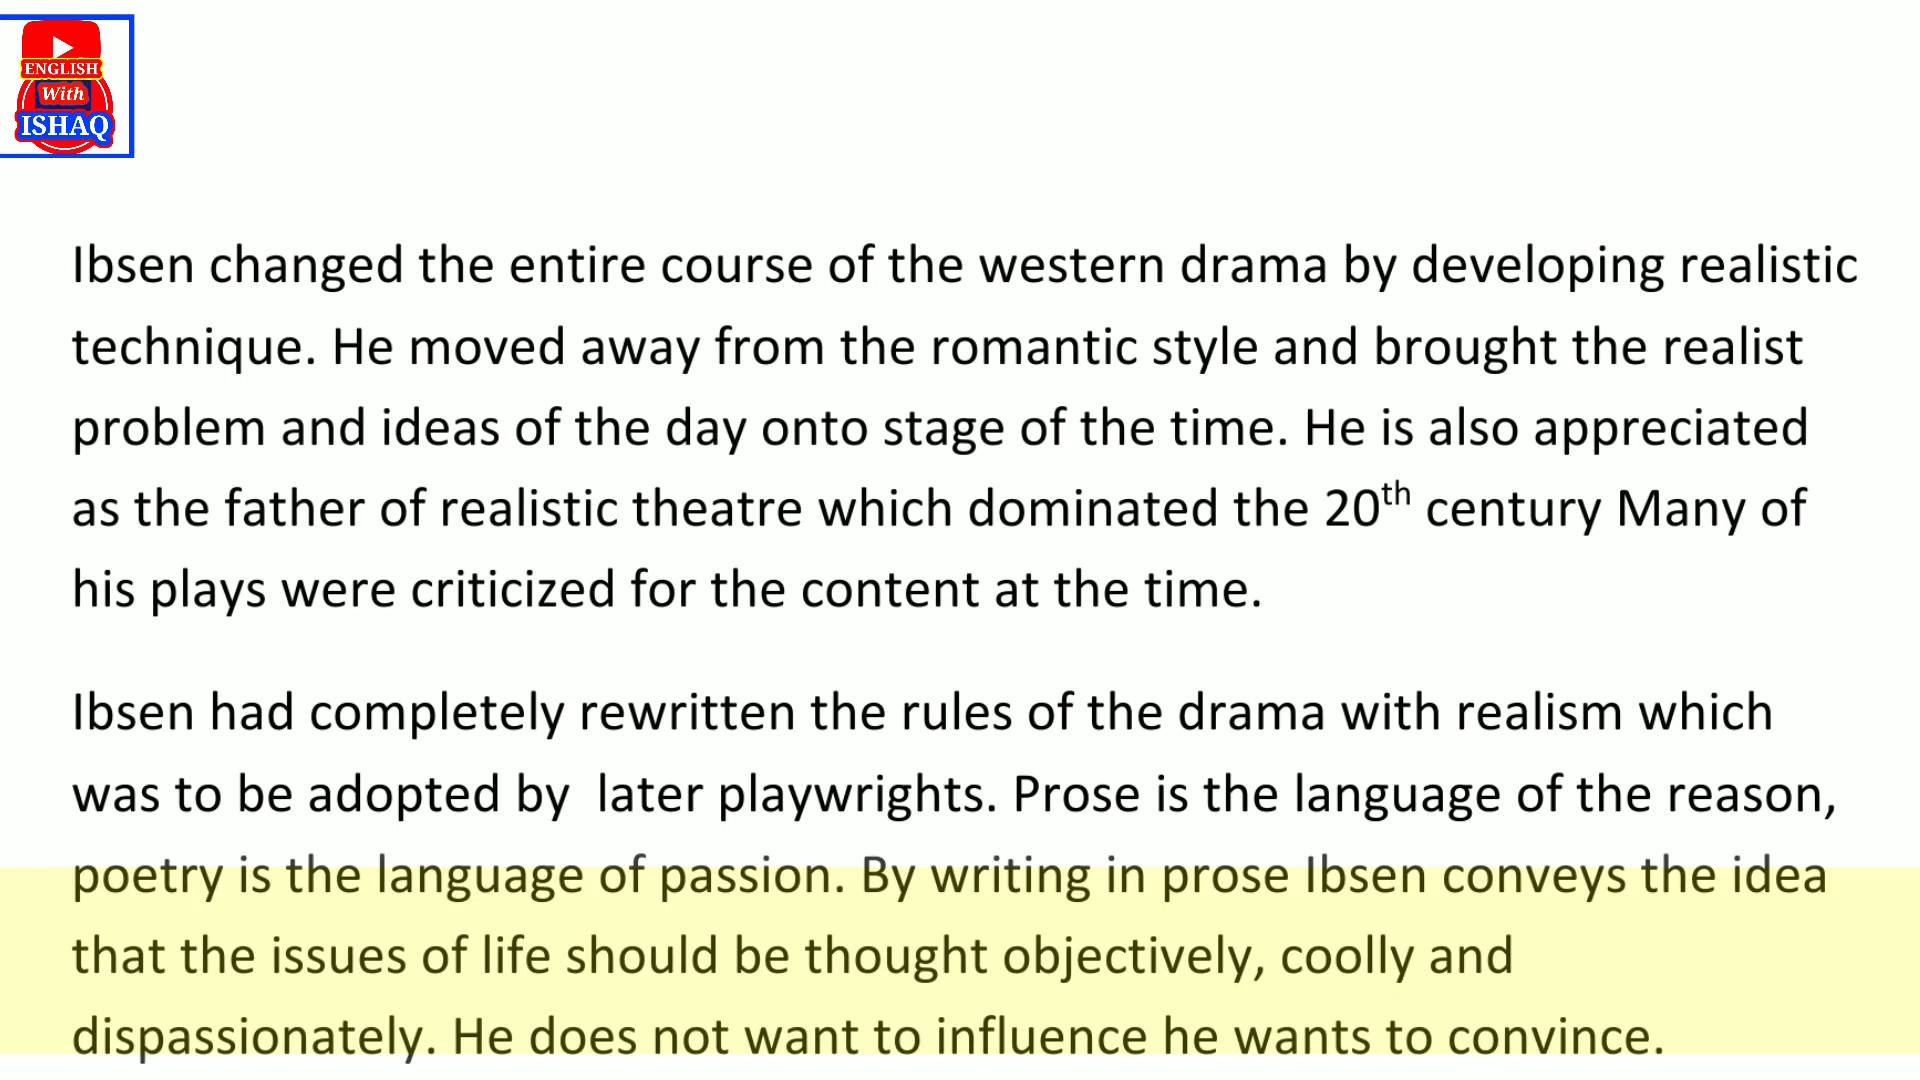 ENGLISH
With
ISHAQ
Ibsen changed the entire course of the western drama by developing realistic
technique. He moved away from the romantic style and brought the realist
problem and ideas of the day onto stage of the time. He is also appreciated
as the father of realistic theatre which dominated the 20th century Many of
his plays were criticized for the content at the time.
Ibsen had completely rewritten the rules of the drama with realism which
was to be adopted by  later playwrights. Prose is the language of the reason,
poetry is the language of passion. By writing in prose Ibsen conveys the idea
that the issues of life should be thought objectively, coolly and
dispassionately. He does not want to influence he wants to convince.